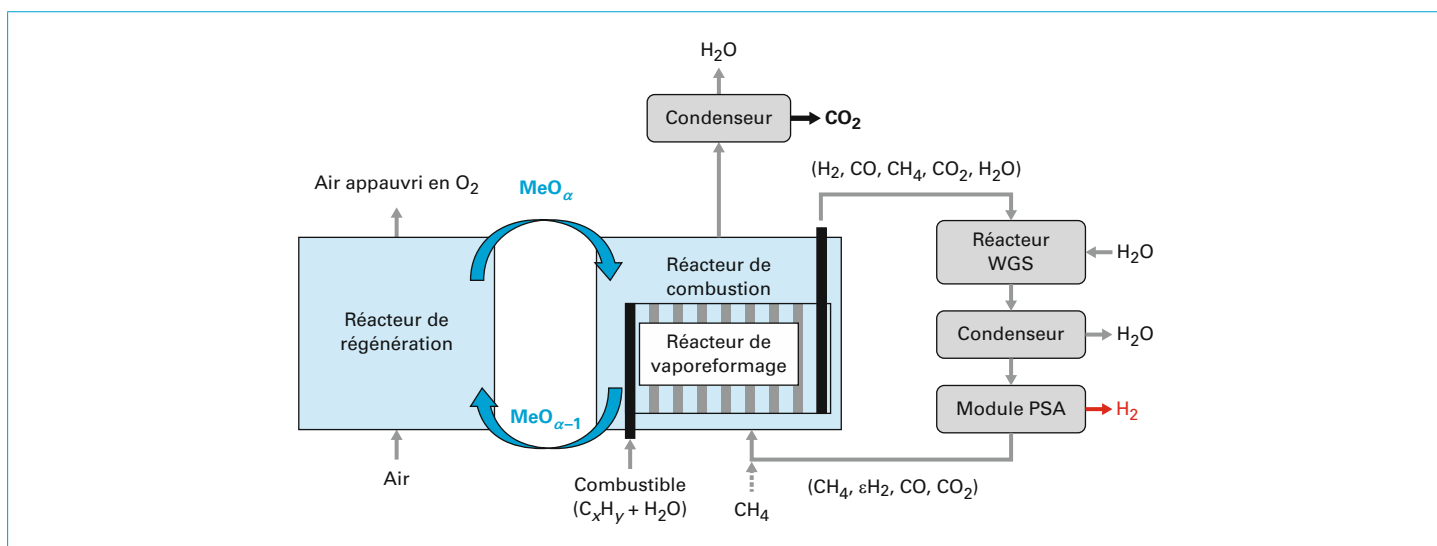 H₂O
Condenseur
CO₂
(H₂, CO, CH₄, CO₂, H₂O)
Air appauvri en O₂
MeOα
Réacteur de
régénération
Réacteur de
combustion
Réacteur de
vaporeformage
MeOα–1
Air
Combustible
(CxHy + H₂O)
CH₄
Réacteur
WGS
H₂O
Condenseur
H₂O
Module PSA
H₂
(CH₄, εH₂, CO, CO₂)